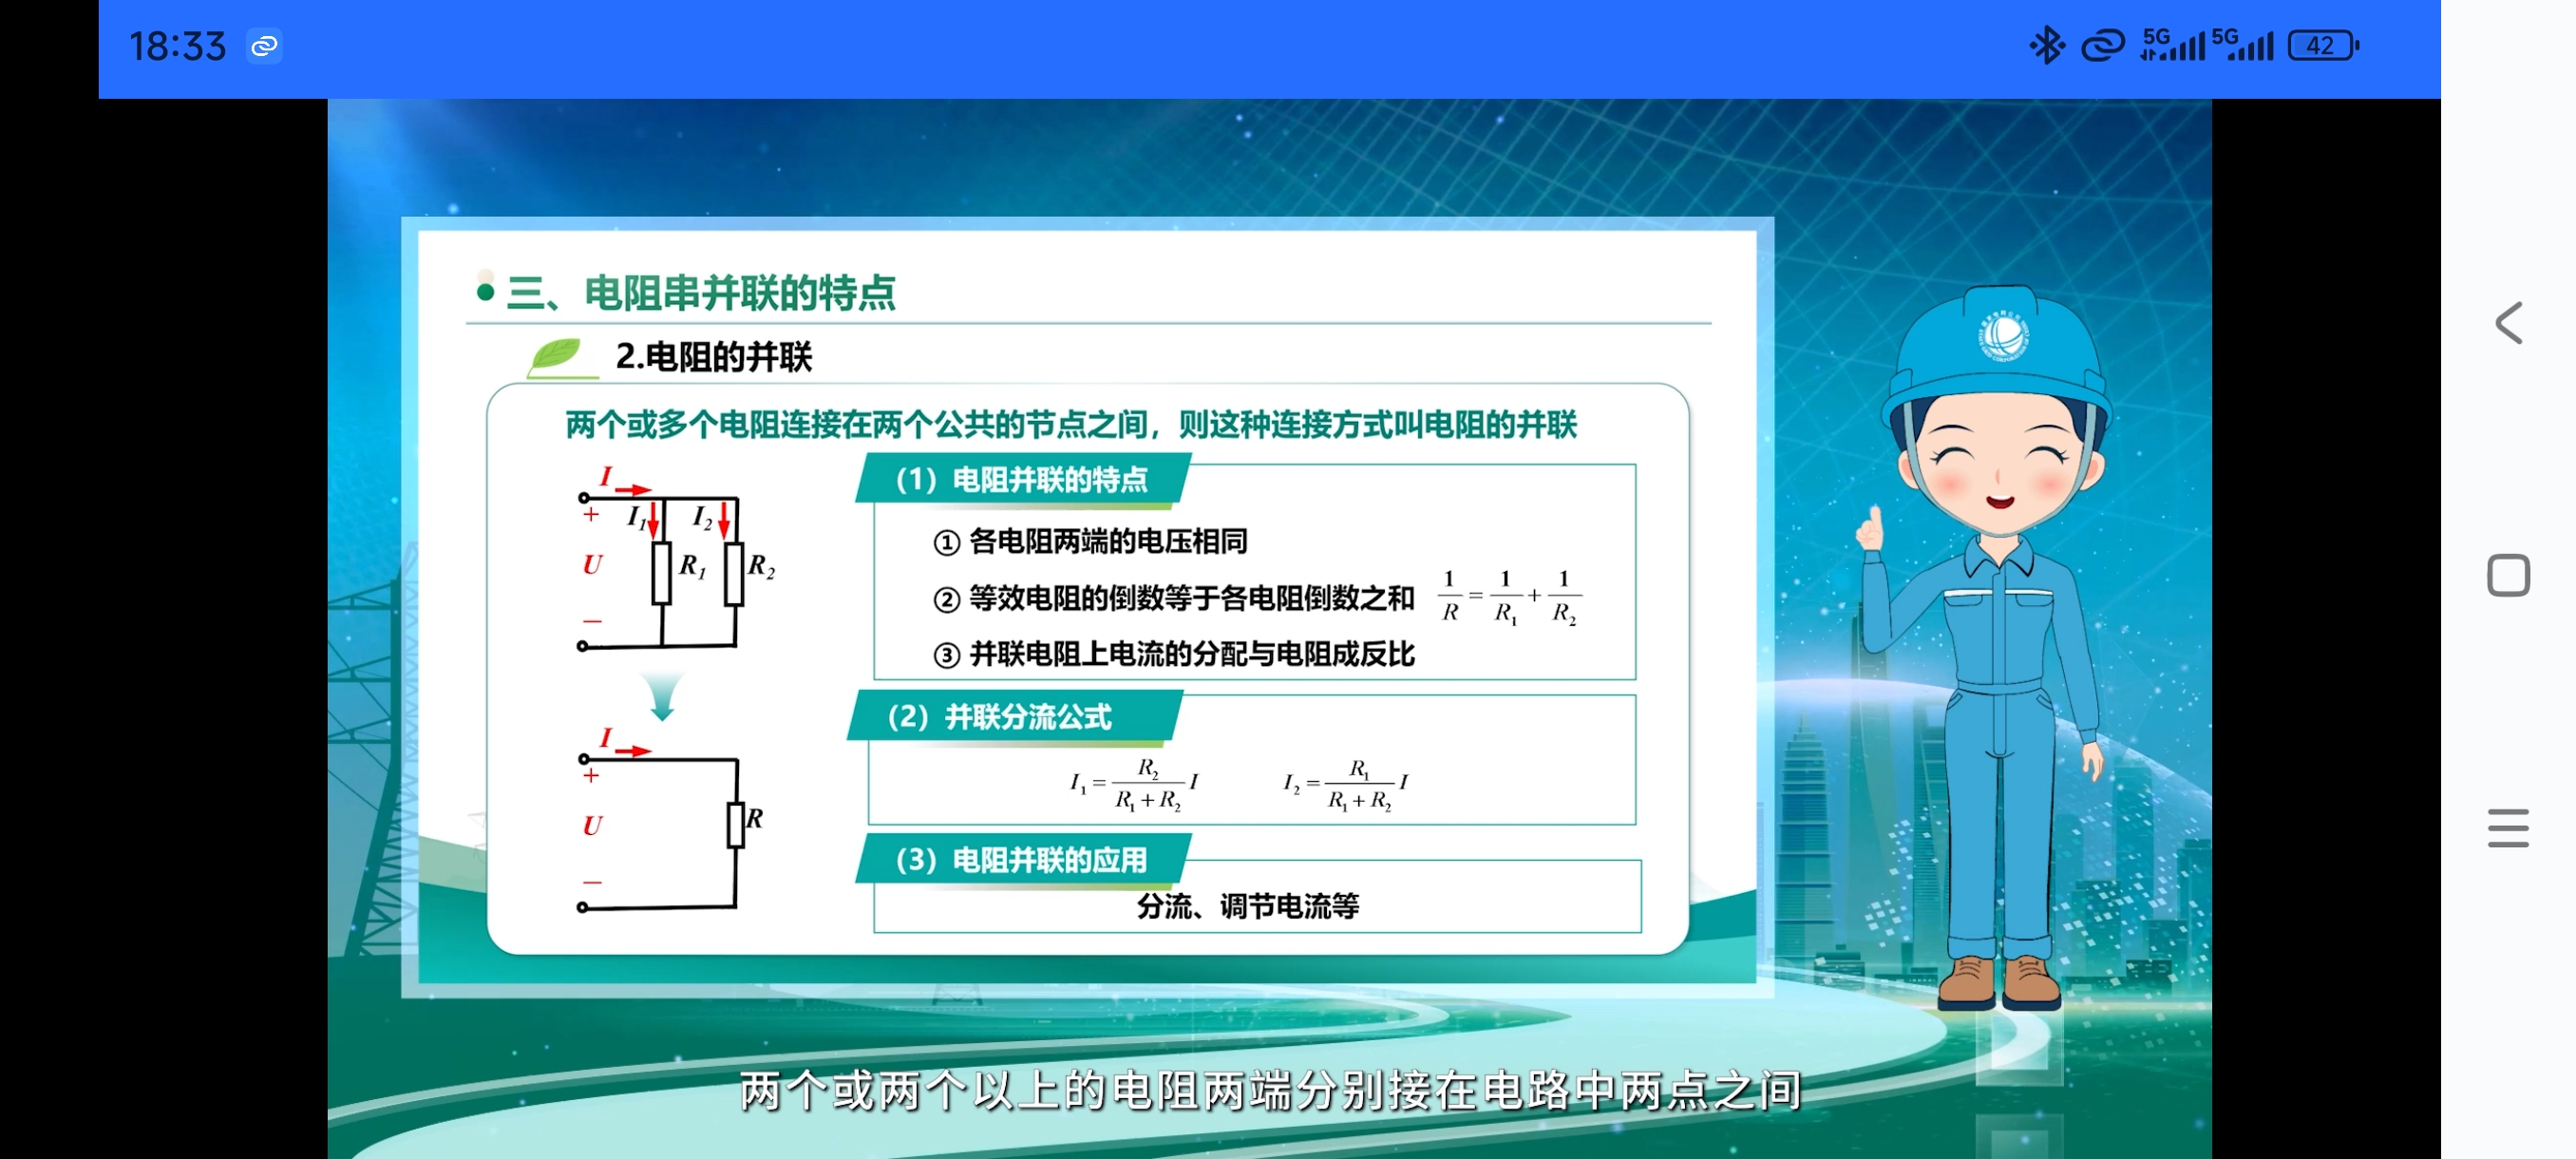 18:33
5G 5G 42
三、电阻串并联的特点
2.电阻的并联
两个或多个电阻连接在两个公共的节点之间，则这种连接方式叫电阻的并联
I
+
I₁ I₂
U R₁ R₂
−
I
+
U R
−
（1）电阻并联的特点
① 各电阻两端的电压相同
② 等效电阻的倒数等于各电阻倒数之和 1/R = 1/R₁ + 1/R₂
③ 并联电阻上电流的分配与电阻成反比
（2）并联分流公式
I₁ = R₂/(R₁+R₂) I I₂ = R₁/(R₁+R₂) I
（3）电阻并联的应用
分流、调节电流等
两个或两个以上的电阻两端分别接在电路中两点之间